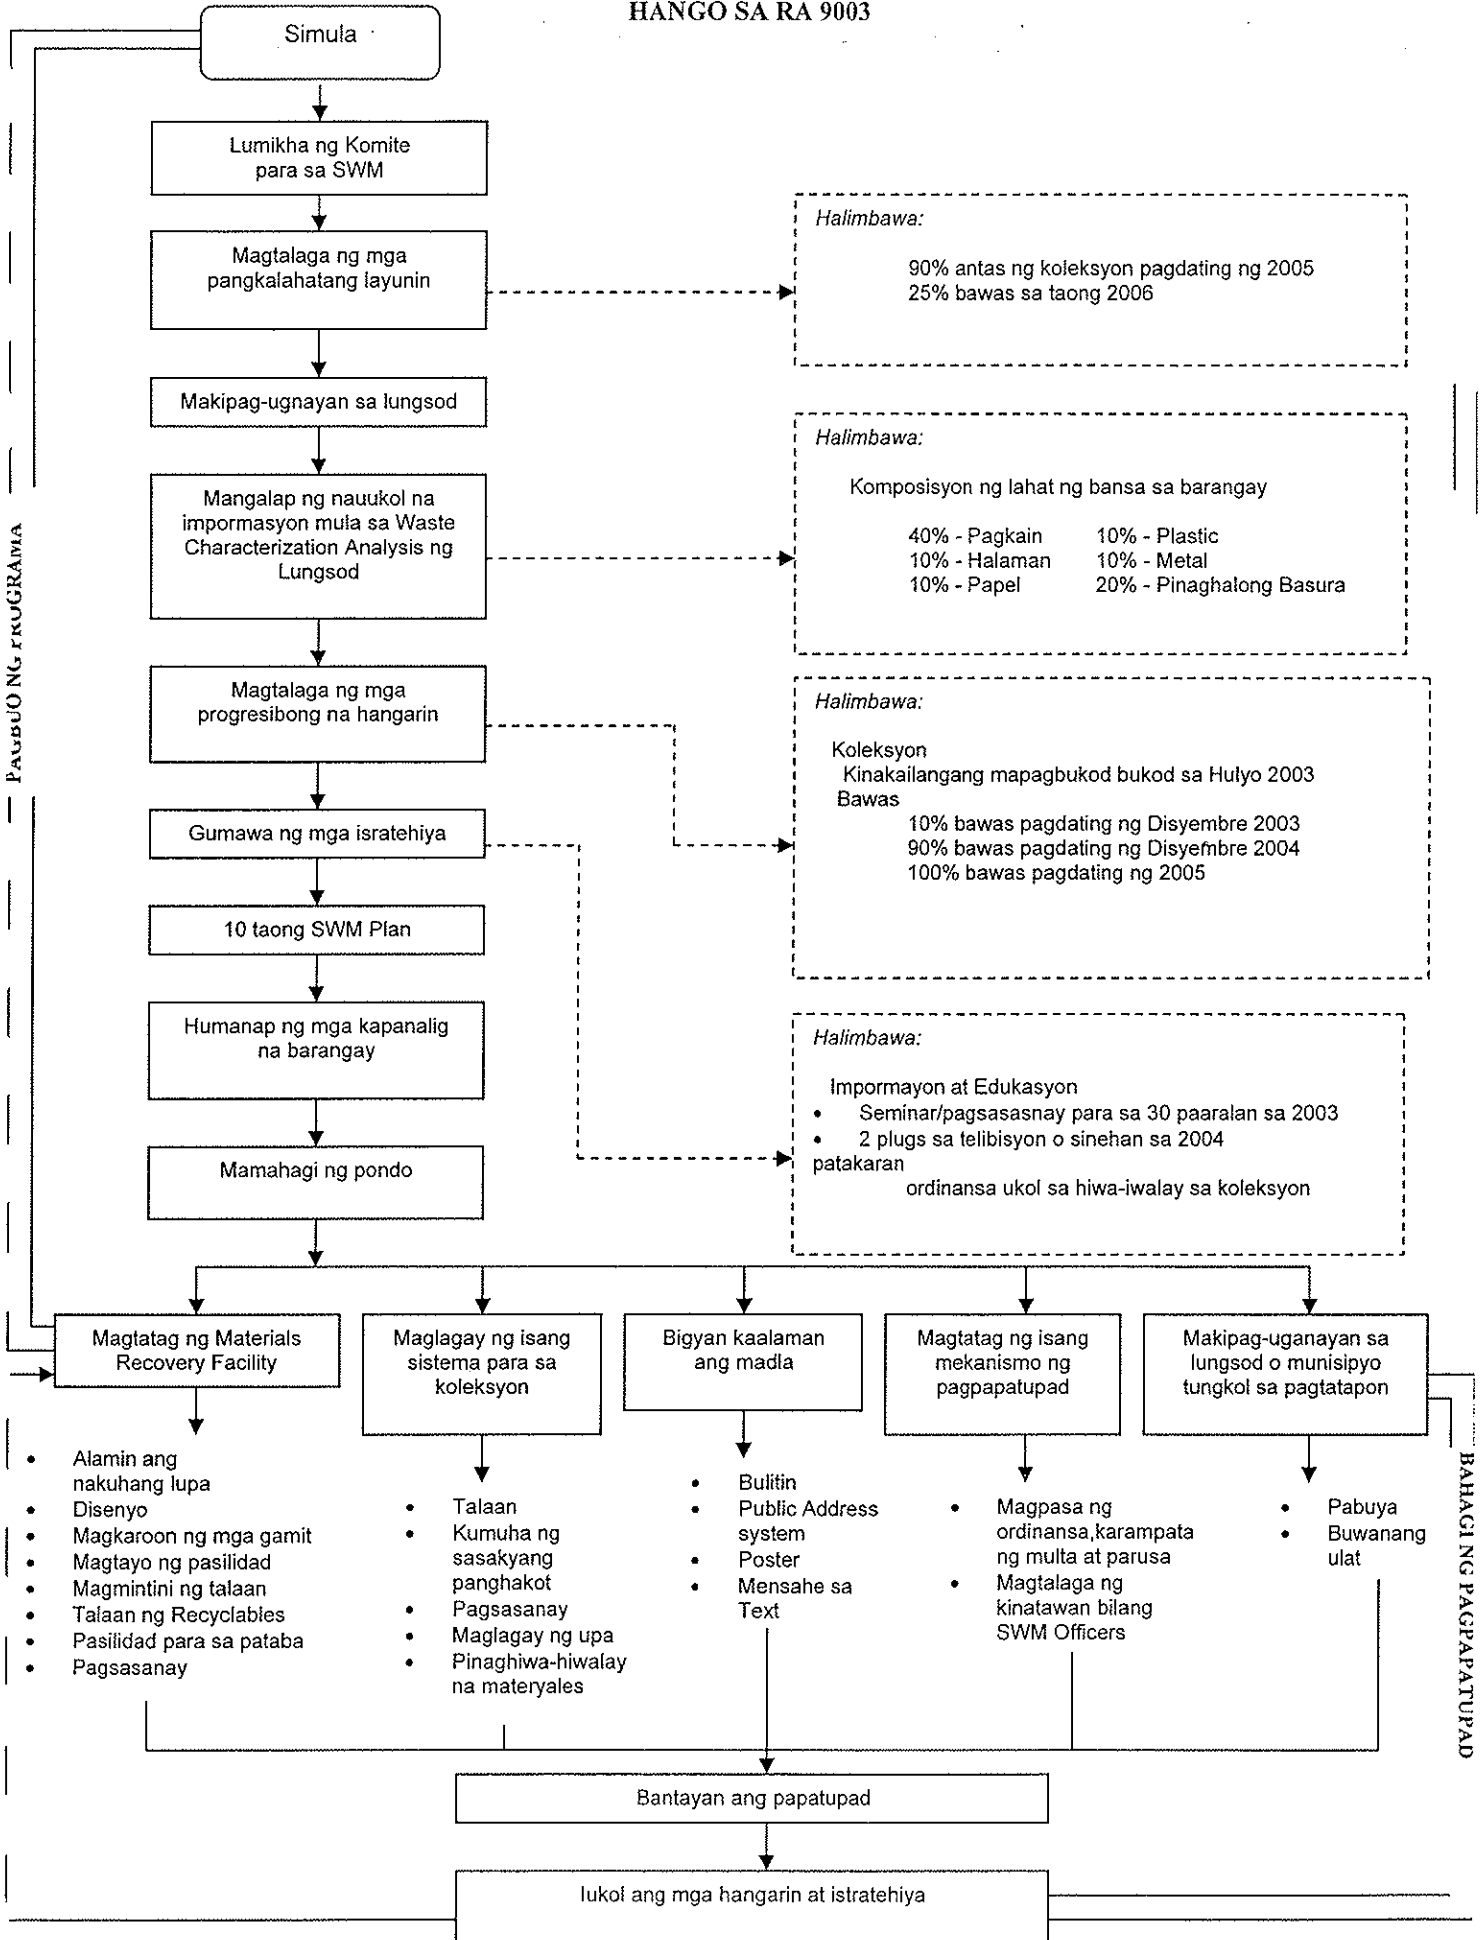 HANGO SA RA 9003
Simula
Lumikha ng Komite
para sa SWM
Magtalaga ng mga
pangkalahatang layunin
Halimbawa:
90% antas ng koleksyon pagdating ng 2005
25% bawas sa taong 2006
Makipag-ugnayan sa lungsod
Mangalap ng nauukol na
impormasyon mula sa Waste
Characterization Analysis ng
Lungsod
Halimbawa:
Komposisyon ng lahat ng bansa sa barangay
40% - Pagkain 10% - Plastic
10% - Halaman 10% - Metal
10% - Papel 20% - Pinaghalong Basura
PAGBUO NG PROGRAMA
Magtalaga ng mga
progresibong na hangarin
Halimbawa:
Koleksyon
Kinakailangang mapagbukod bukod sa Hulyo 2003
Bawas
10% bawas pagdating ng Disyembre 2003
90% bawas pagdating ng Disyembre 2004
100% bawas pagdating ng 2005
Gumawa ng mga isratehiya
10 taong SWM Plan
Humanap ng mga kapanalig
na barangay
Halimbawa:
Impormayon at Edukasyon
• Seminar/pagsasasnay para sa 30 paaralan sa 2003
• 2 plugs sa telibisyon o sinehan sa 2004
patakaran
ordinansa ukol sa hiwa-iwalay sa koleksyon
Mamahagi ng pondo
Magtatag ng Materials
Recovery Facility
• Alamin ang
nakuhang lupa
• Disenyo
• Magkaroon ng mga gamit
• Magtayo ng pasilidad
• Magmintini ng talaan
• Talaan ng Recyclables
• Pasilidad para sa pataba
• Pagsasanay
Maglagay ng isang
sistema para sa
koleksyon
• Talaan
• Kumuha ng
sasakyang
panghakot
• Pagsasanay
• Maglagay ng upa
• Pinaghiwa-hiwalay
na materyales
Bigyan kaalaman
ang madla
• Bulitin
• Public Address
system
• Poster
• Mensahe sa
Text
Magtatag ng isang
mekanismo ng
pagpapatupad
• Magpasa ng
ordinansa,karampata
ng multa at parusa
• Magtalaga ng
kinatawan bilang
SWM Officers
Makipag-uganayan sa
lungsod o munisipyo
tungkol sa pagtatapon
• Pabuya
• Buwanang
ulat
BAHAGI NG PAGPAPATUPAD
Bantayan ang papatupad
Iukol ang mga hangarin at istratehiya